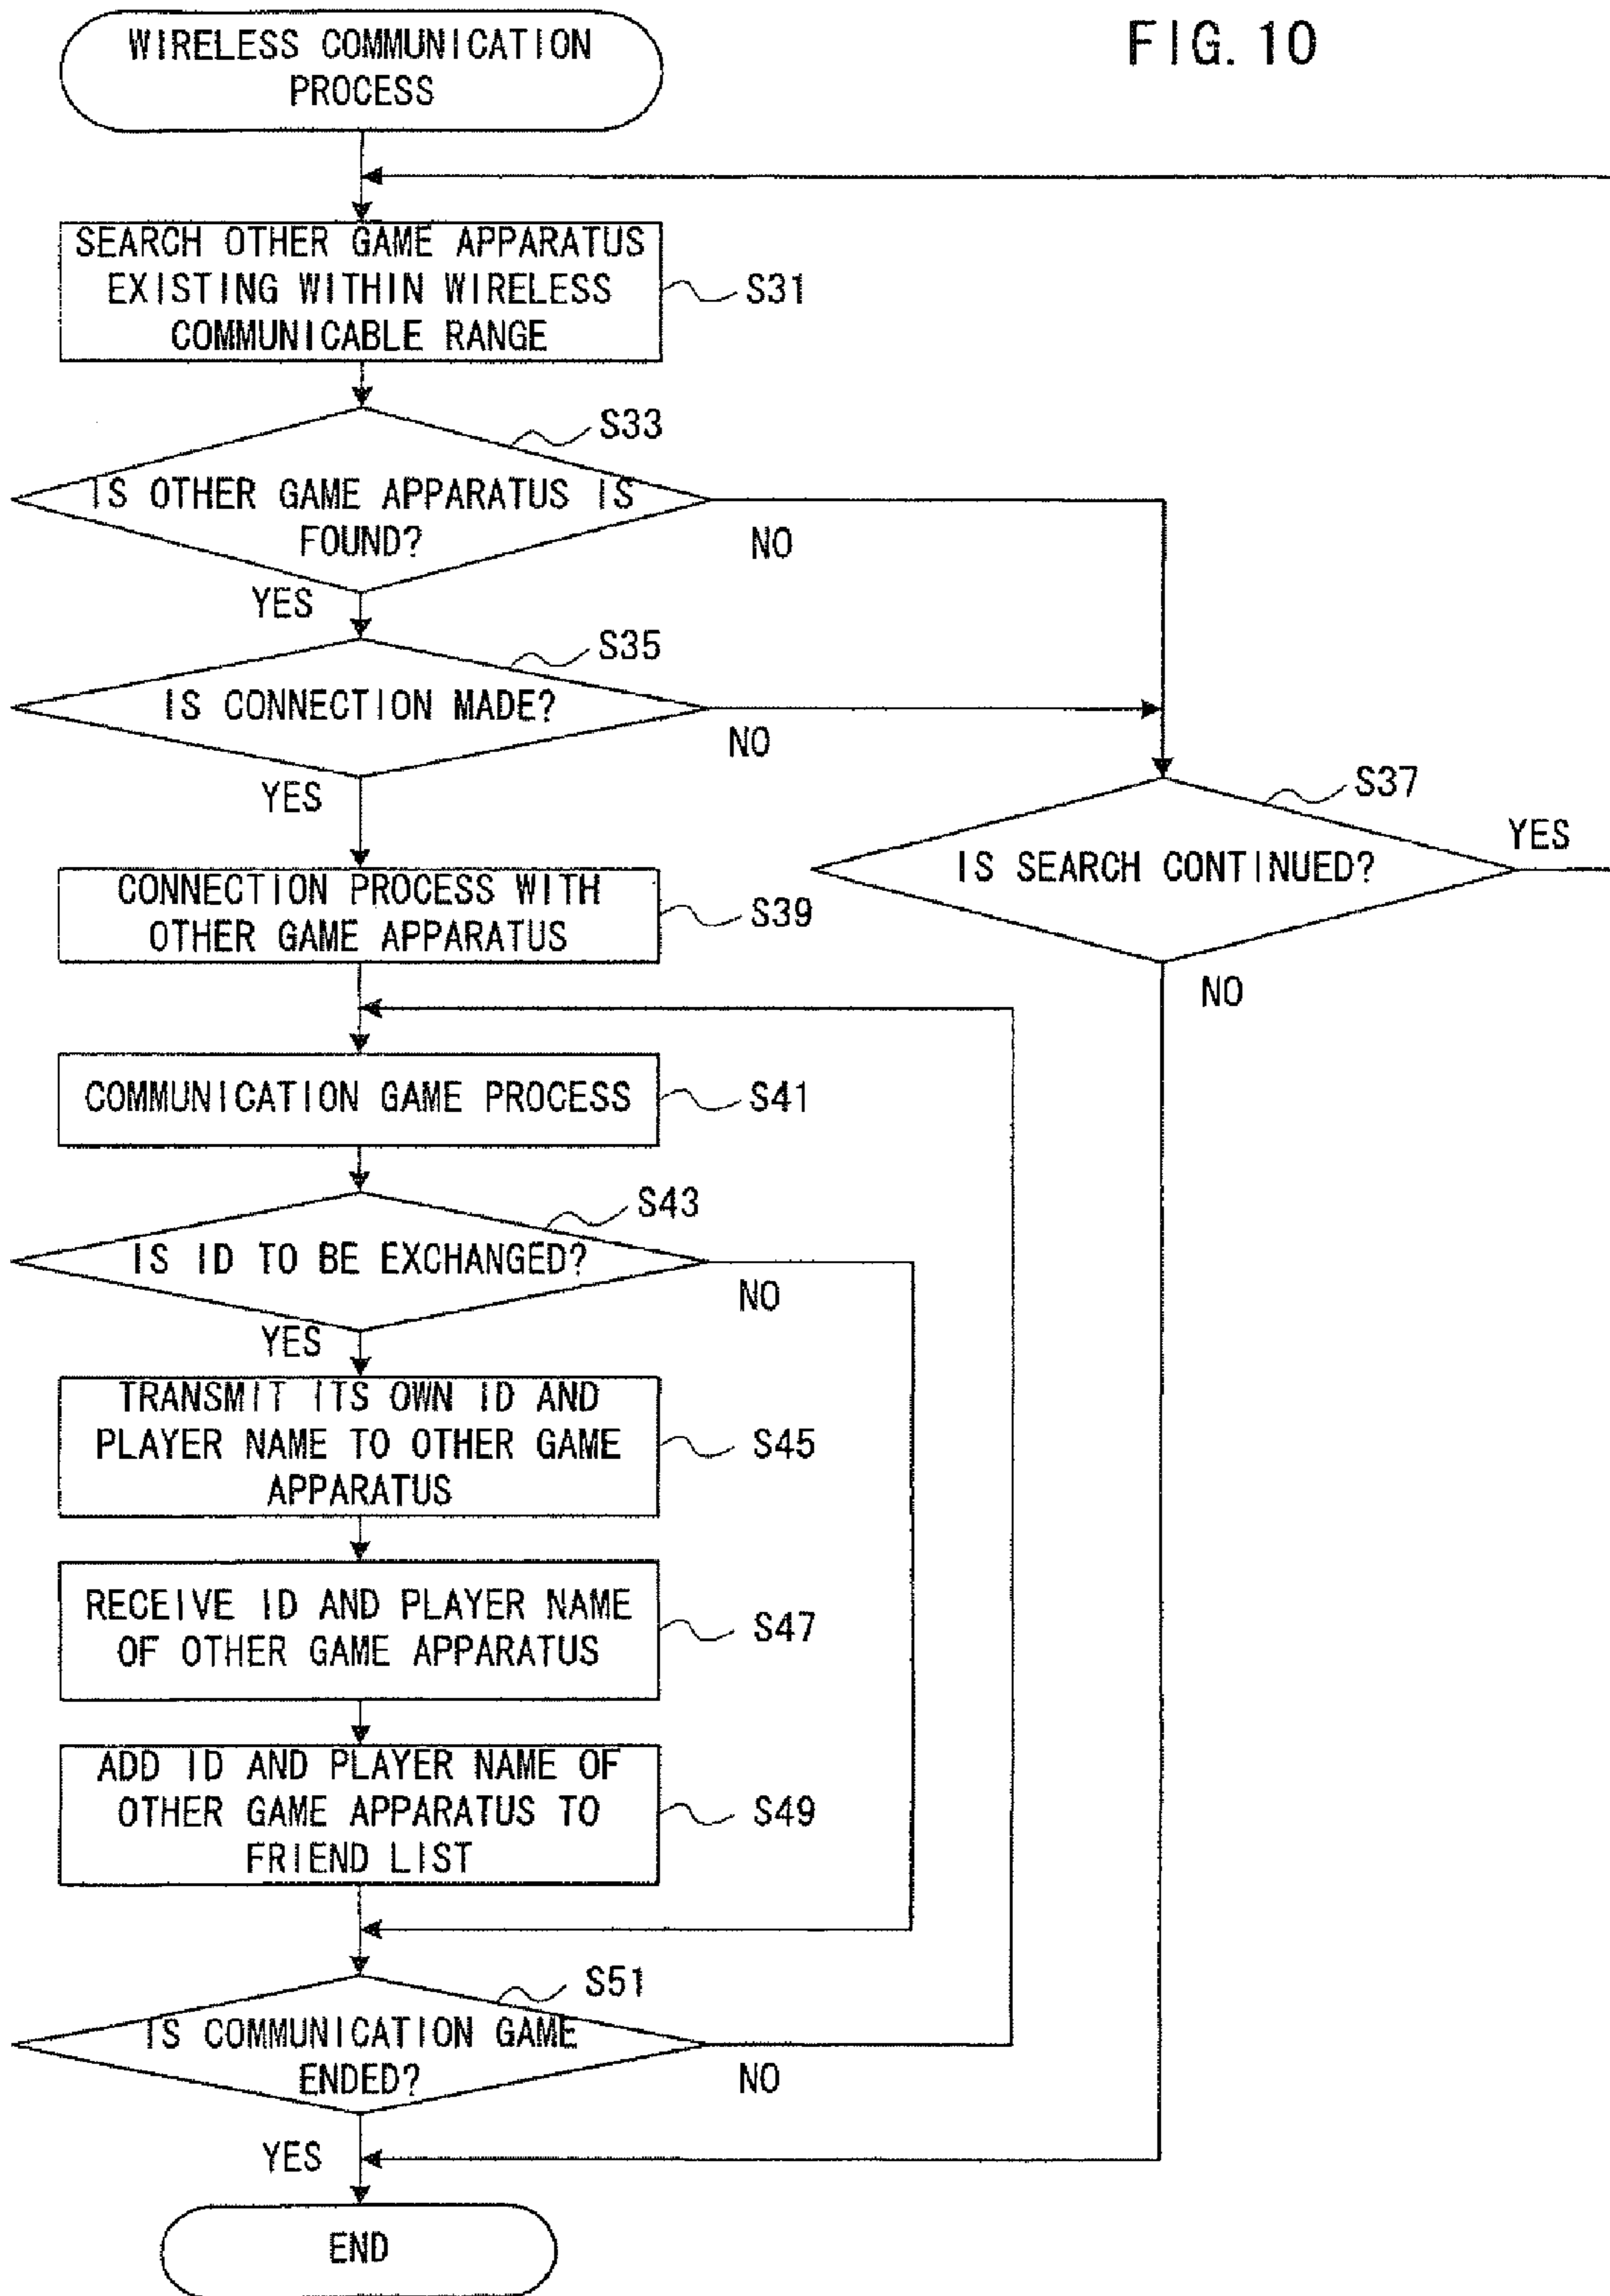 FIG. 10
WIRELESS COMMUNICATION
PROCESS
SEARCH OTHER GAME APPARATUS
EXISTING WITHIN WIRELESS
COMMUNICABLE RANGE
S31
S33
IS OTHER GAME APPARATUS IS
FOUND?
NO
YES
S35
IS CONNECTION MADE?
NO
YES
S37
IS SEARCH CONTINUED?
YES
NO
CONNECTION PROCESS WITH
OTHER GAME APPARATUS
S39
COMMUNICATION GAME PROCESS
S41
S43
IS ID TO BE EXCHANGED?
NO
YES
TRANSMIT ITS OWN ID AND
PLAYER NAME TO OTHER GAME
APPARATUS
S45
RECEIVE ID AND PLAYER NAME
OF OTHER GAME APPARATUS
S47
ADD ID AND PLAYER NAME OF
OTHER GAME APPARATUS TO
FRIEND LIST
S49
S51
IS COMMUNICATION GAME
ENDED?
NO
YES
END